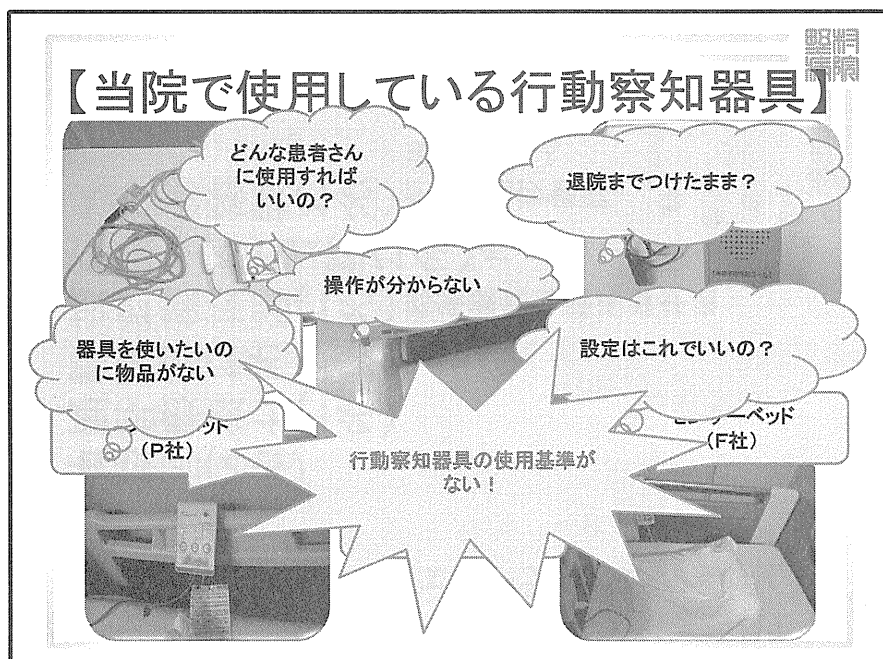 【当院で使用している行動察知器具】
どんな患者さん
に使用すれば
いいの?
退院までつけたまま?
操作が分からない
器具を使いたいの
に物品がない
設定はこれでいいの?
(P社)
(F社)
行動察知器具の使用基準が
ない!